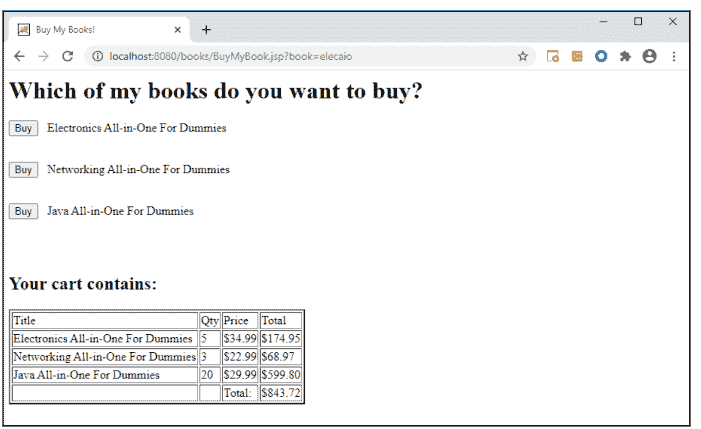 Buy My Books!
localhost:8080/books/BuyMyBook.jsp?book=elecaio
Which of my books do you want to buy?
Buy Electronics All-in-One For Dummies
Buy Networking All-in-One For Dummies
Buy Java All-in-One For Dummies
Your cart contains:
Title Qty Price Total
Electronics All-in-One For Dummies 5 $34.99 $174.95
Networking All-in-One For Dummies 3 $22.99 $68.97
Java All-in-One For Dummies 20 $29.99 $599.80
Total: $843.72